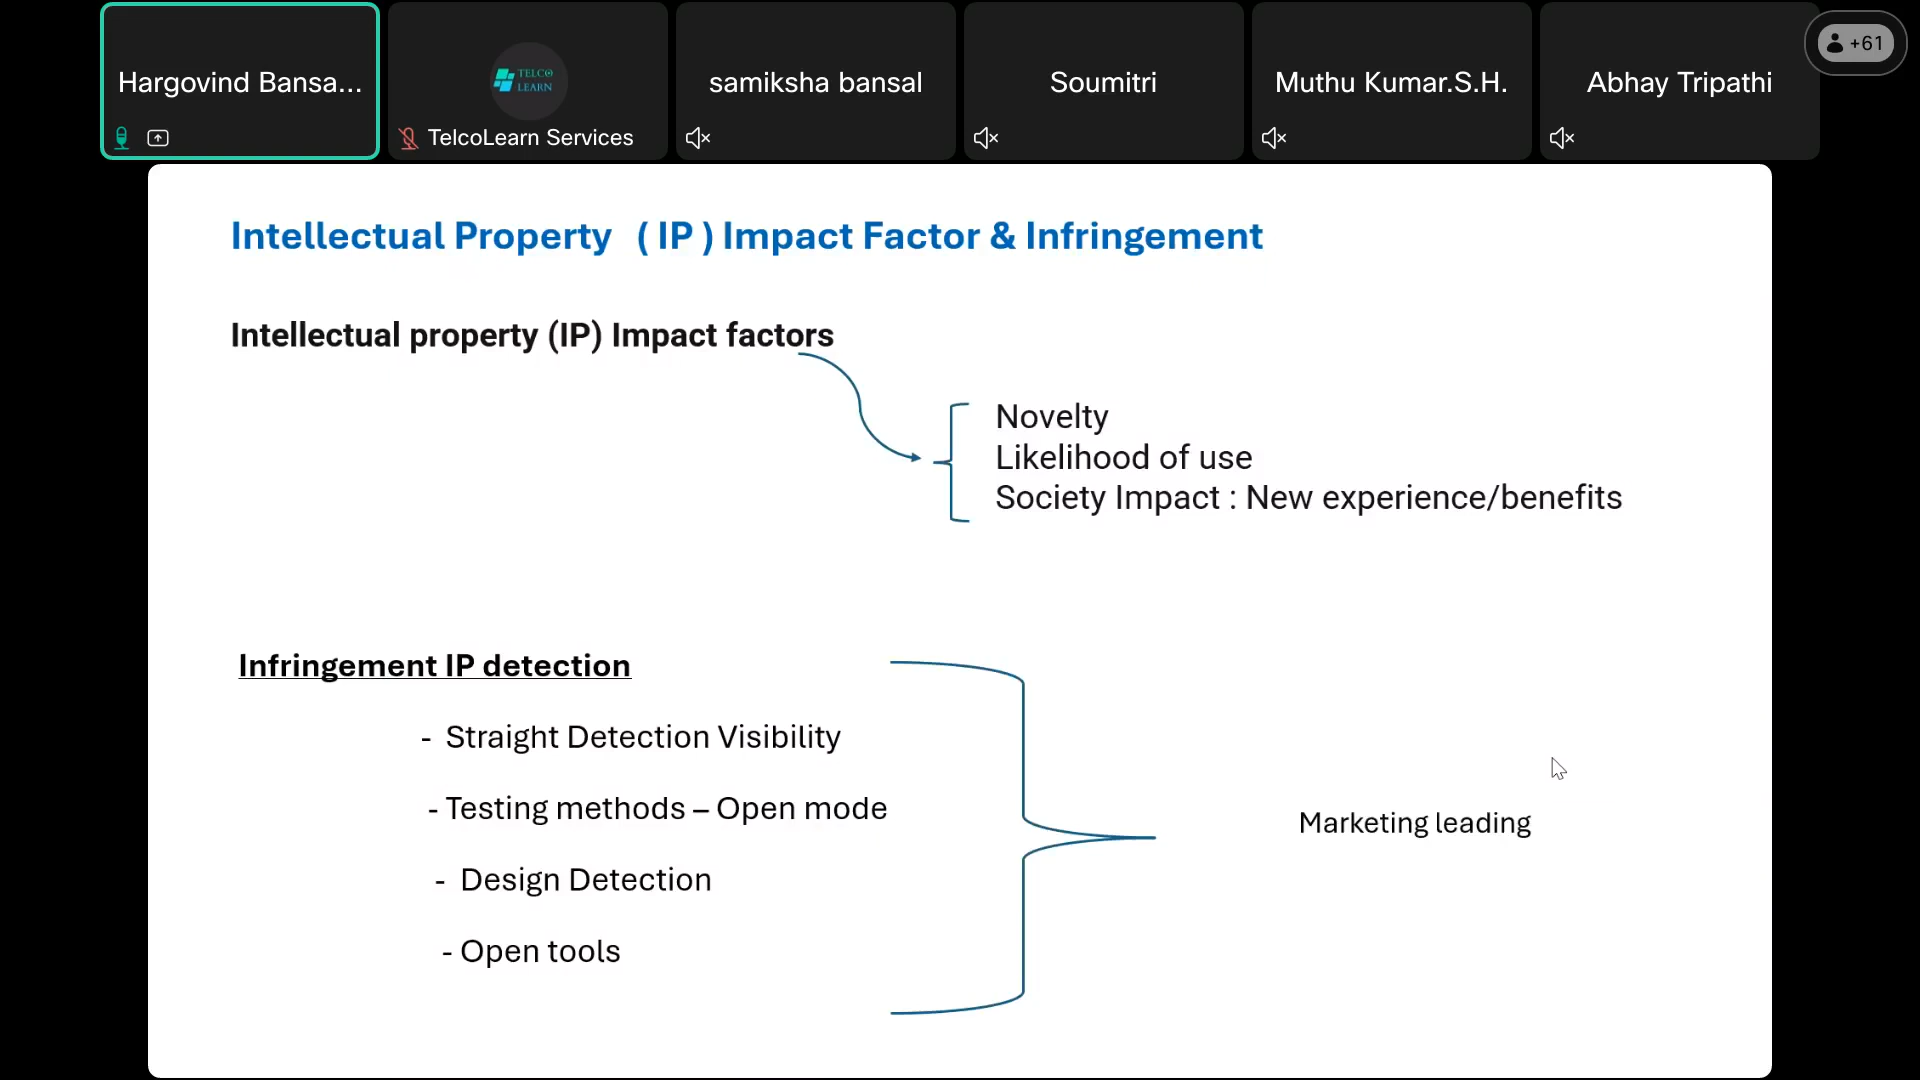 Hargovind Bansa...
TELCO
LEARN
TelcoLearn Services
samiksha bansal
Soumitri
Muthu Kumar.S.H.
Abhay Tripathi
+61
Intellectual Property ( IP ) Impact Factor & Infringement
Intellectual property (IP) Impact factors
Novelty
Likelihood of use
Society Impact : New experience/benefits
Infringement IP detection
- Straight Detection Visibility
- Testing methods – Open mode
- Design Detection
- Open tools
Marketing leading